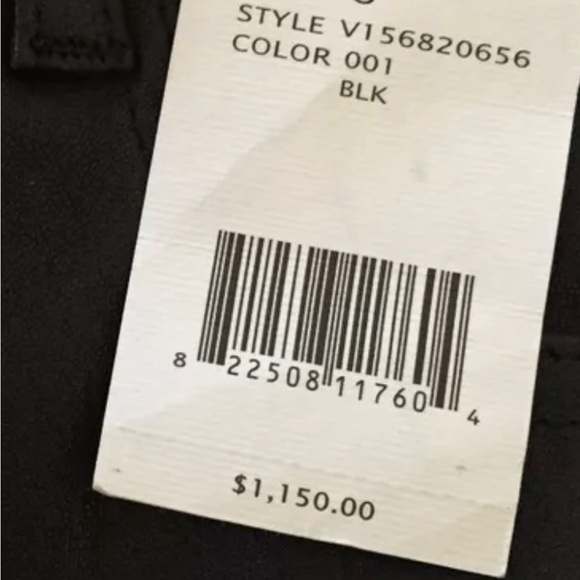 STYLE V156820656
COLOR 001
BLK
8 22508 11760 4
$1,150.00